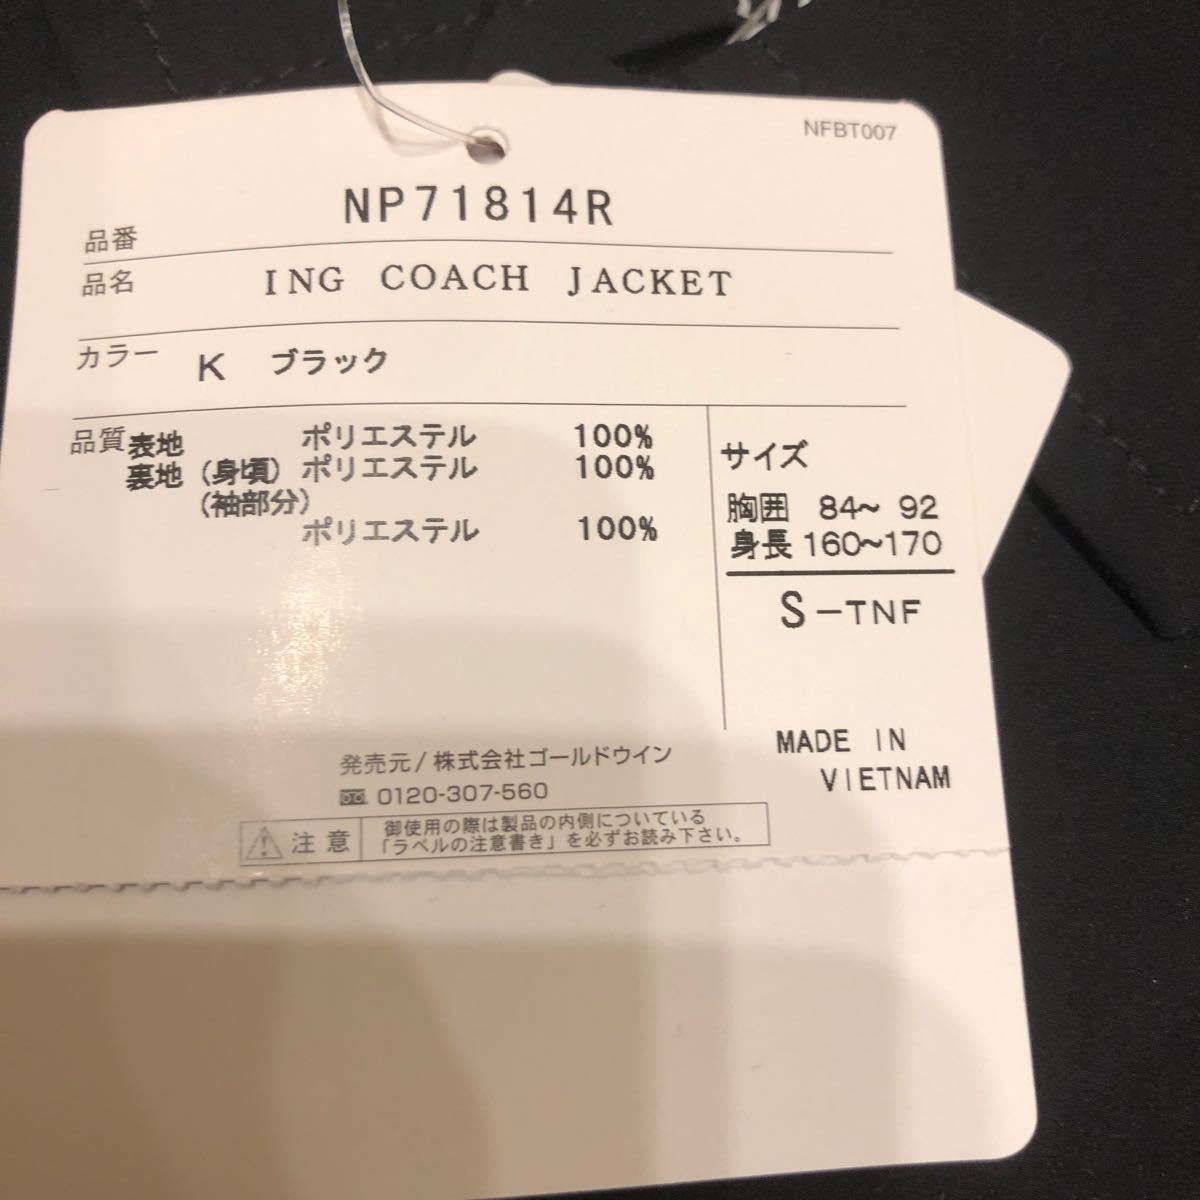 NFBT007
品番 NP71814R
品名 ING COACH JACKET
カラー K ブラック
品質 表地 ポリエステル 100%
裏地 (身頃) ポリエステル 100%
(袖部分)
ポリエステル 100%
サイズ
胸囲 84~ 92
身長 160~170
S-TNF
MADE IN
VIETNAM
発売元/株式会社ゴールドウイン
0120-307-560
注意
御使用の際は製品の内側についている
「ラベルの注意書き」を必ずお読み下さい。